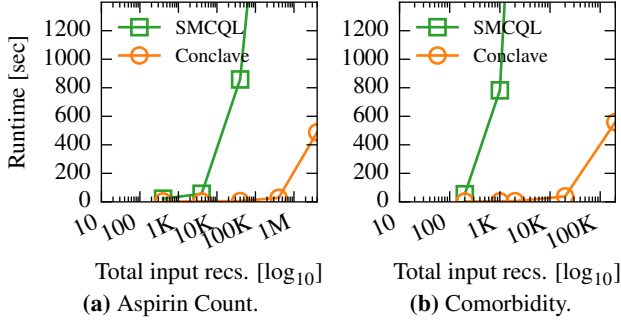 Runtime [sec]
1200
1000
800
600
400
200
0
SMCQL
Conclave
10
100
1K
10K
100K
1M
Total input recs. [log10]
(a) Aspirin Count.
1200
1000
800
600
400
200
0
SMCQL
Conclave
10
100
1K
10K
100K
Total input recs. [log10]
(b) Comorbidity.